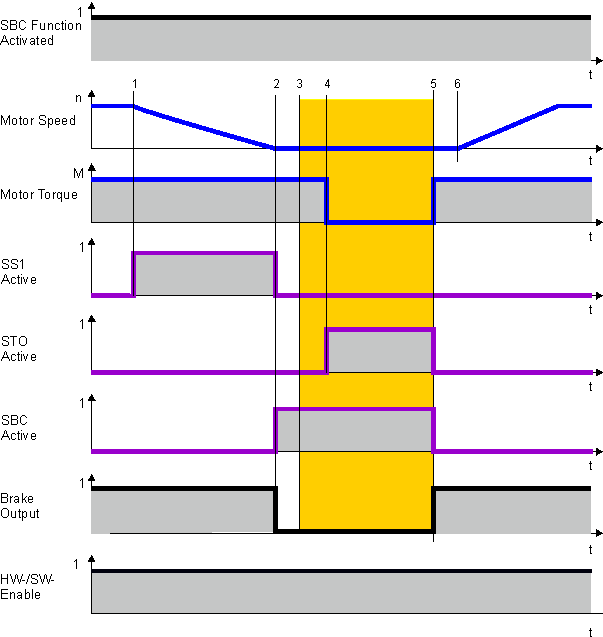 SBC Function
Activated
1
t
n
1
2
3
4
5
6
Motor Speed
t
M
Motor Torque
t
1
SS1
Active
t
1
STO
Active
t
1
SBC
Active
t
1
Brake
Output
t
1
HW-/SW-
Enable
t